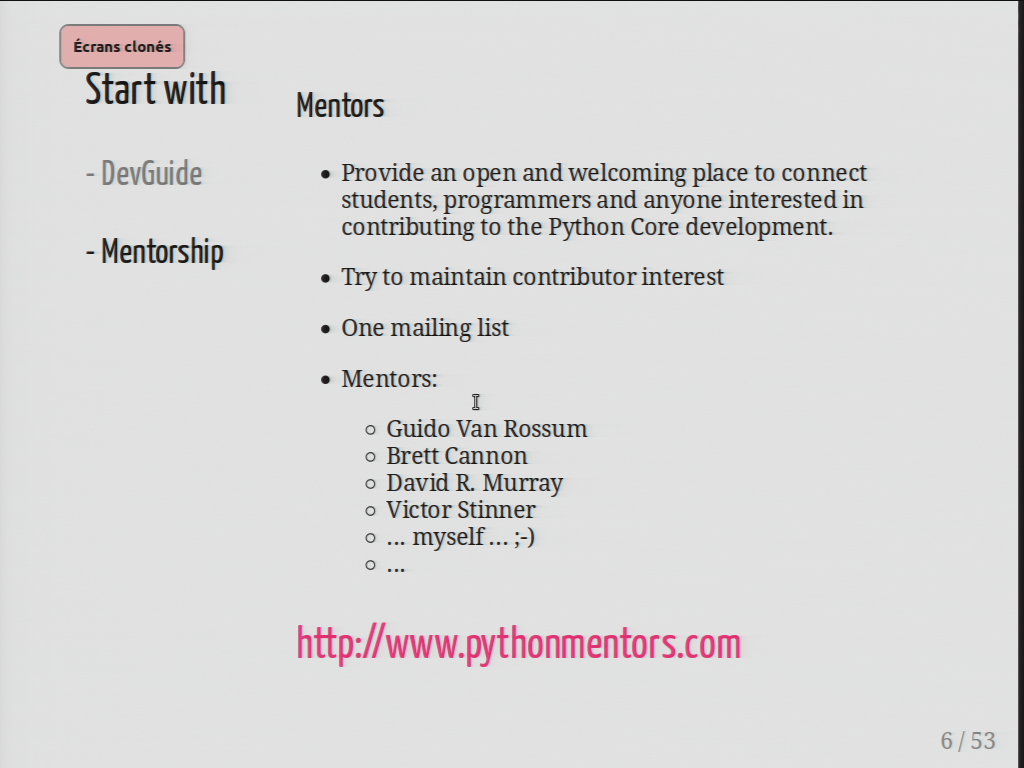 Écrans clonés
Start with
- DevGuide
- Mentorship
Mentors
• Provide an open and welcoming place to connect
students, programmers and anyone interested in
contributing to the Python Core development.
• Try to maintain contributor interest
• One mailing list
• Mentors:
○ Guido Van Rossum
○ Brett Cannon
○ David R. Murray
○ Victor Stinner
○ ... myself ... ;-)
○ ...
http://www.pythonmentors.com
6 / 53